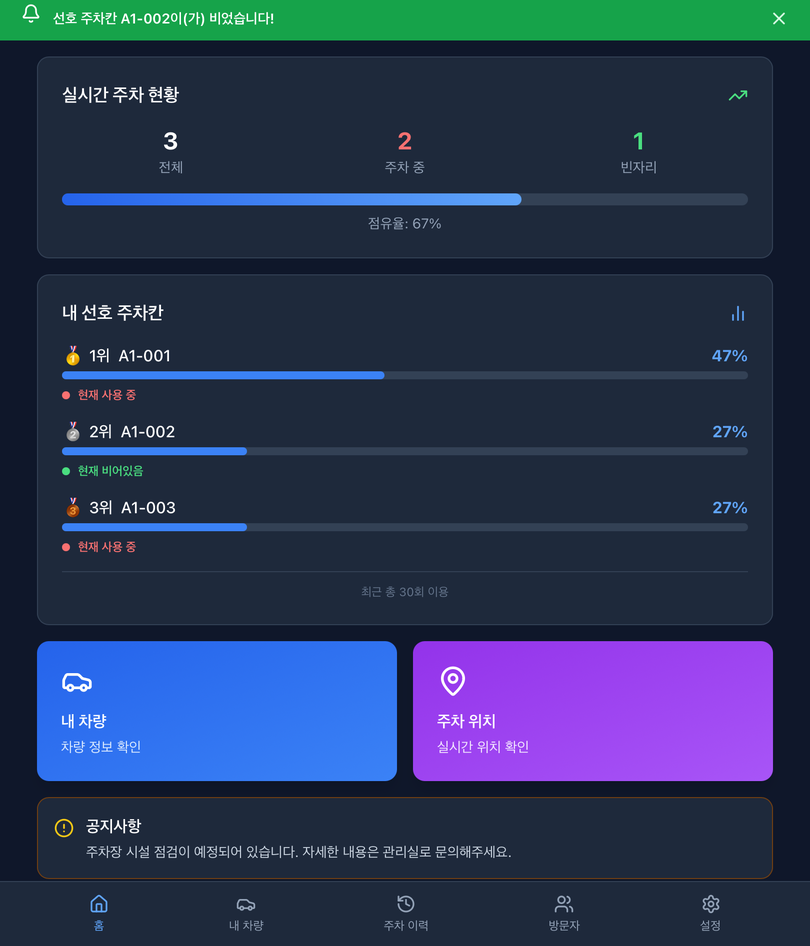 선호 주차칸 A1-002이(가) 비었습니다!
실시간 주차 현황
3 2 1
전체 주차 중 빈자리
점유율: 67%
내 선호 주차칸
1 1위 A1-001 47%
현재 사용 중
2 2위 A1-002 27%
현재 비어있음
3 3위 A1-003 27%
현재 사용 중
최근 총 30회 이용
내 차량
차량 정보 확인
주차 위치
실시간 위치 확인
공지사항
주차장 시설 점검이 예정되어 있습니다. 자세한 내용은 관리실로 문의해주세요.
홈 내 차량 주차 이력 방문자 설정